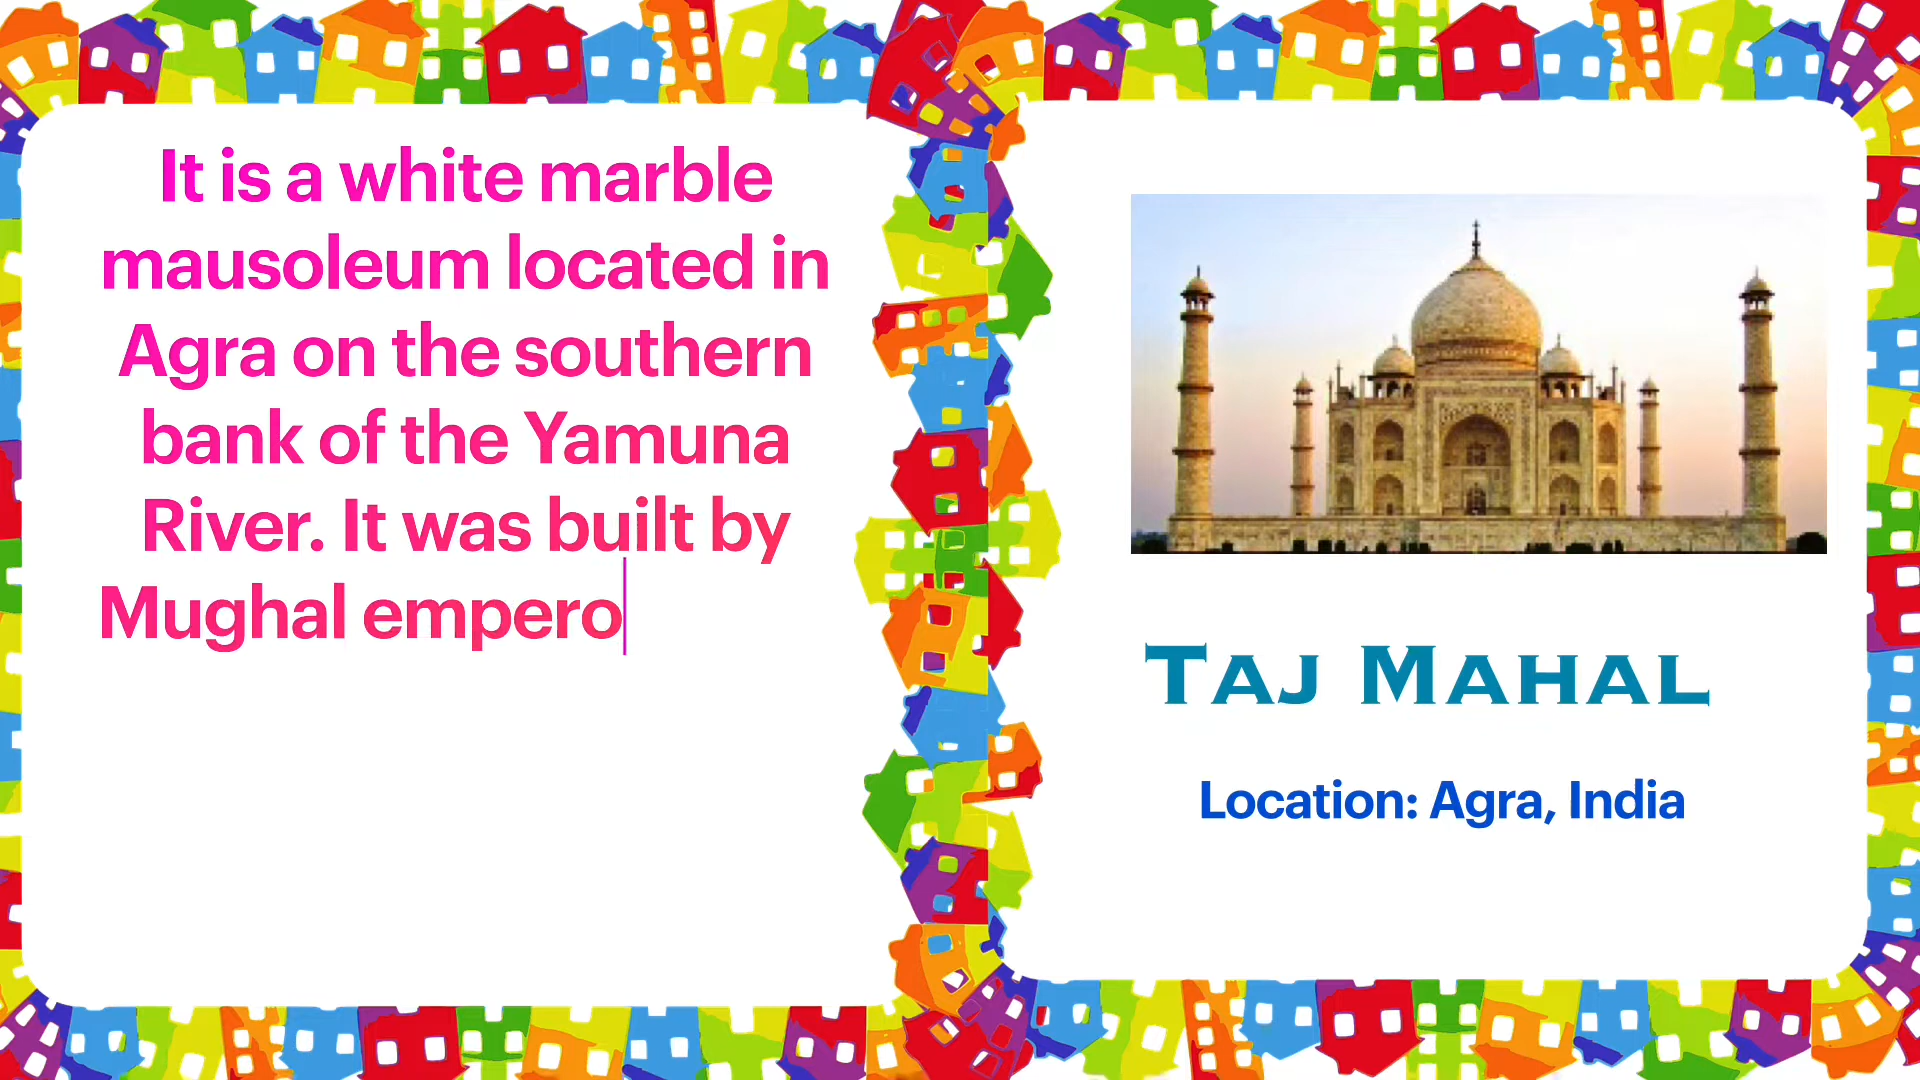 It is a white marble
mausoleum located in
Agra on the southern
bank of the Yamuna
River. It was built by
Mughal empero
TAJ MAHAL
Location: Agra, India